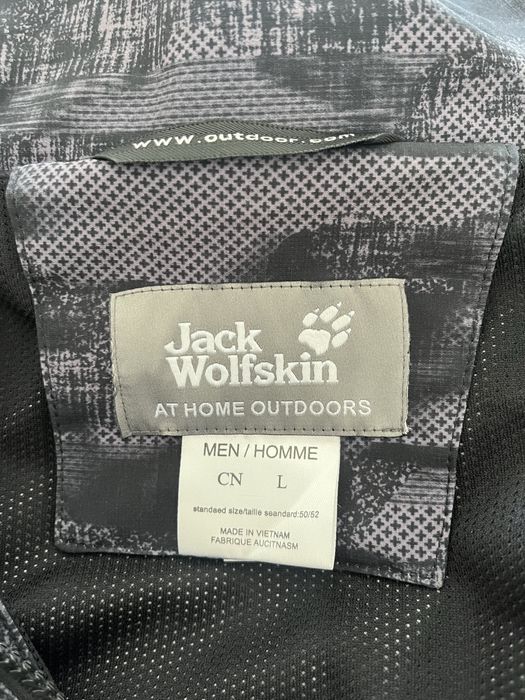 www.outdoor.com
Jack
Wolfskin
AT HOME OUTDOORS
MEN / HOMME
CN L
standaed size/taille seandard:50/52
MADE IN VIETNAM
FABRIQUE AUCITNASM